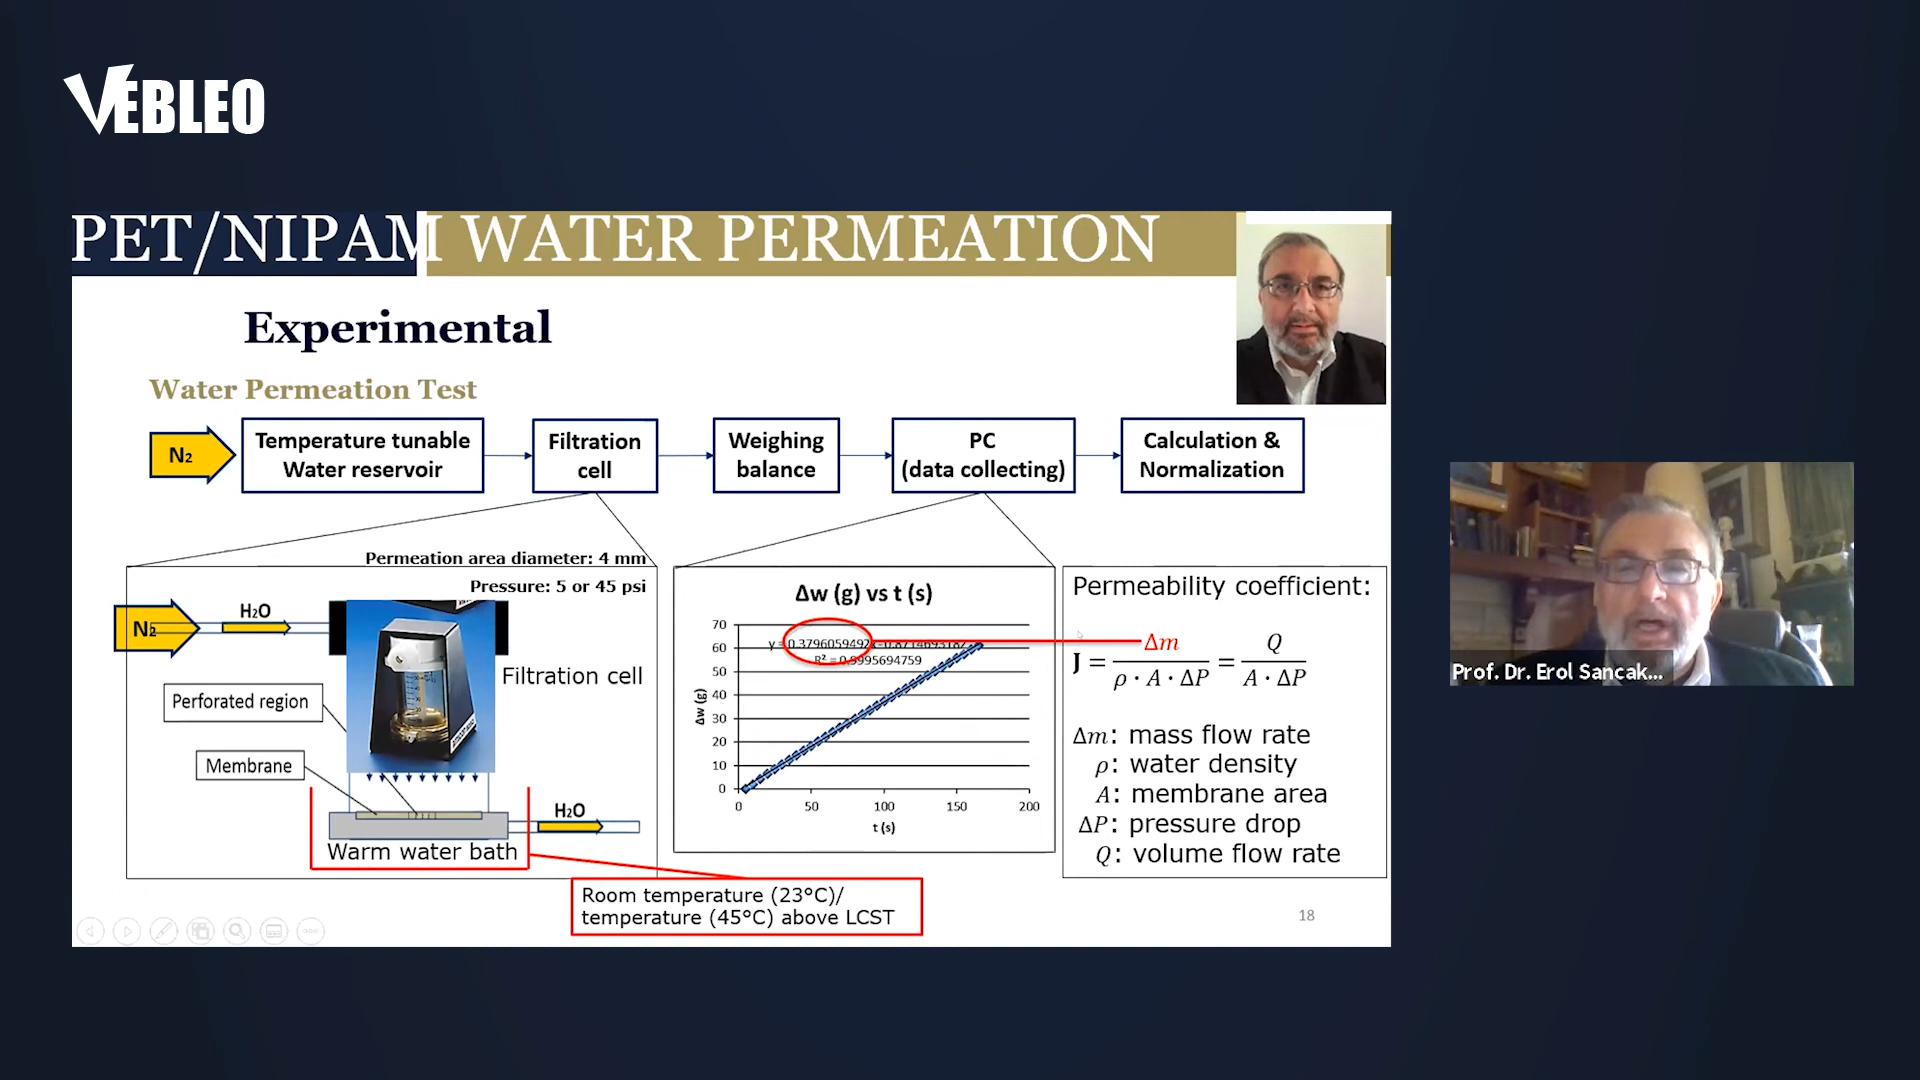 VEBLEO
PET/NIPAM WATER PERMEATION
Experimental
Water Permeation Test
N2
Temperature tunable
Water reservoir
Filtration
cell
Weighing
balance
PC
(data collecting)
Calculation &
Normalization
Permeation area diameter: 4 mm
Pressure: 5 or 45 psi
N2
H2O
Filtration cell
Perforated region
Membrane
H2O
Warm water bath
Room temperature (23°C)/
temperature (45°C) above LCST
Δw (g) vs t (s)
y = 0.3796059492
R² = 0.9995694759
Δw (g)
70
60
50
40
30
20
10
0
0 50 100 150 200
t (s)
Permeability coefficient:
J = Δm / ρ · A · ΔP = Q / A · ΔP
Δm: mass flow rate
ρ: water density
A: membrane area
ΔP: pressure drop
Q: volume flow rate
18
Prof. Dr. Erol Sancak...